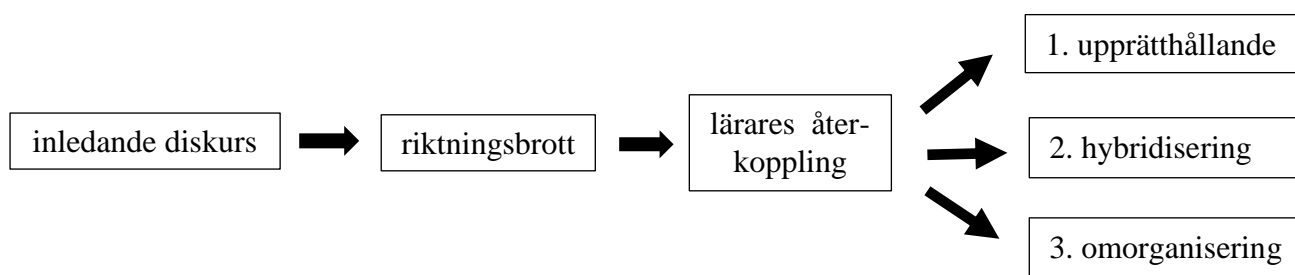 inledande diskurs
riktningsbrott
lärares åter-
koppling
1. upprätthållande
2. hybridisering
3. omorganisering